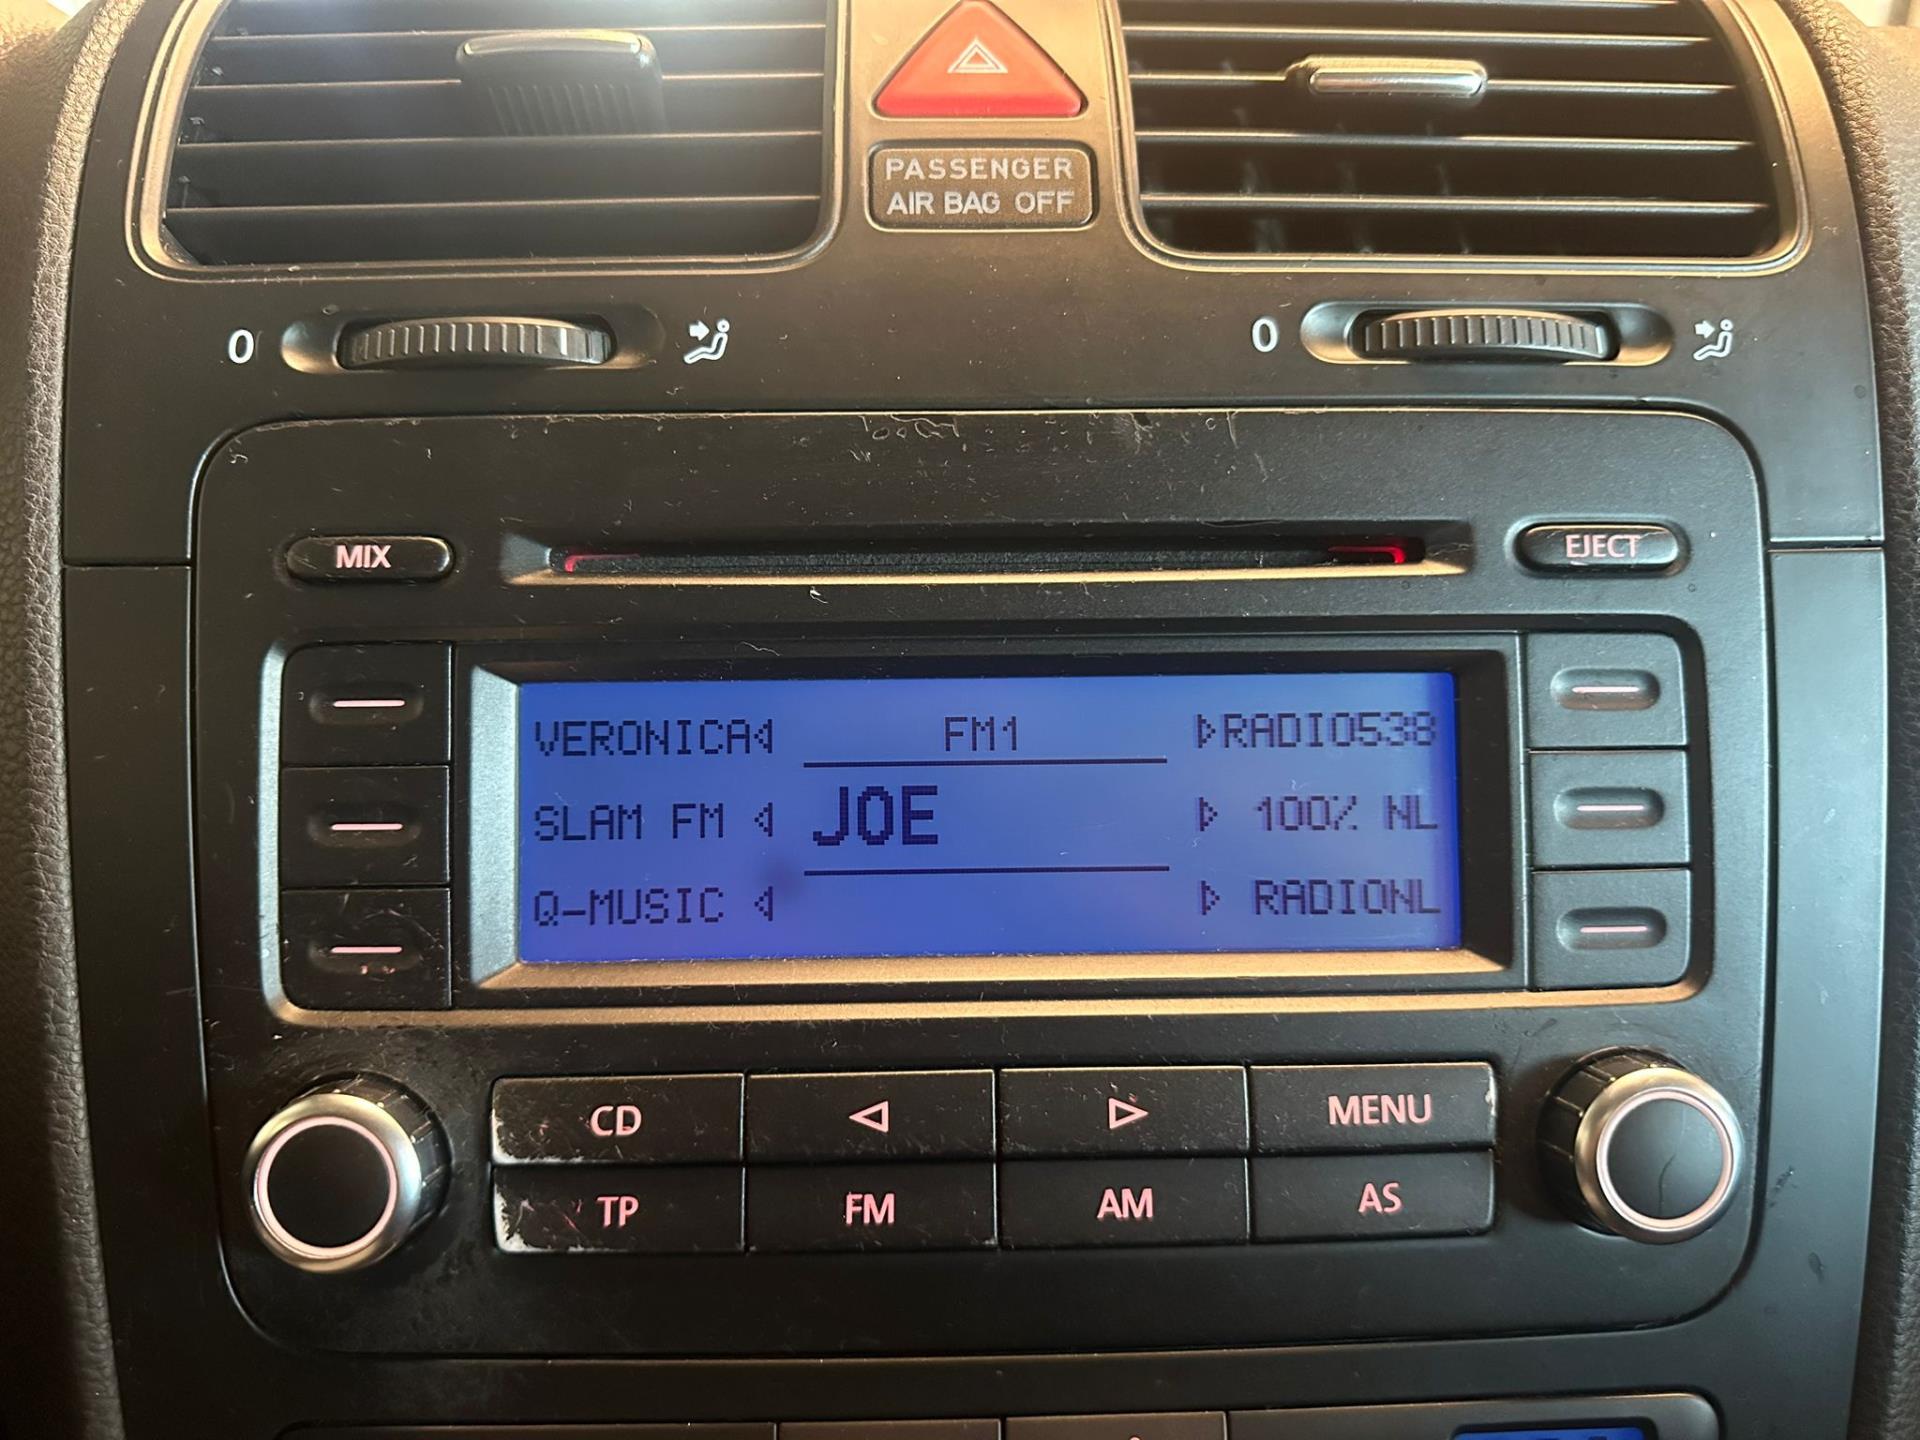 PASSENGER
AIR BAG OFF
0
0
MIX
EJECT
VERONICA
FM1
RADIO538
SLAM FM
JOE
100% NL
Q-MUSIC
RADIONL
CD
MENU
TP
FM
AM
AS